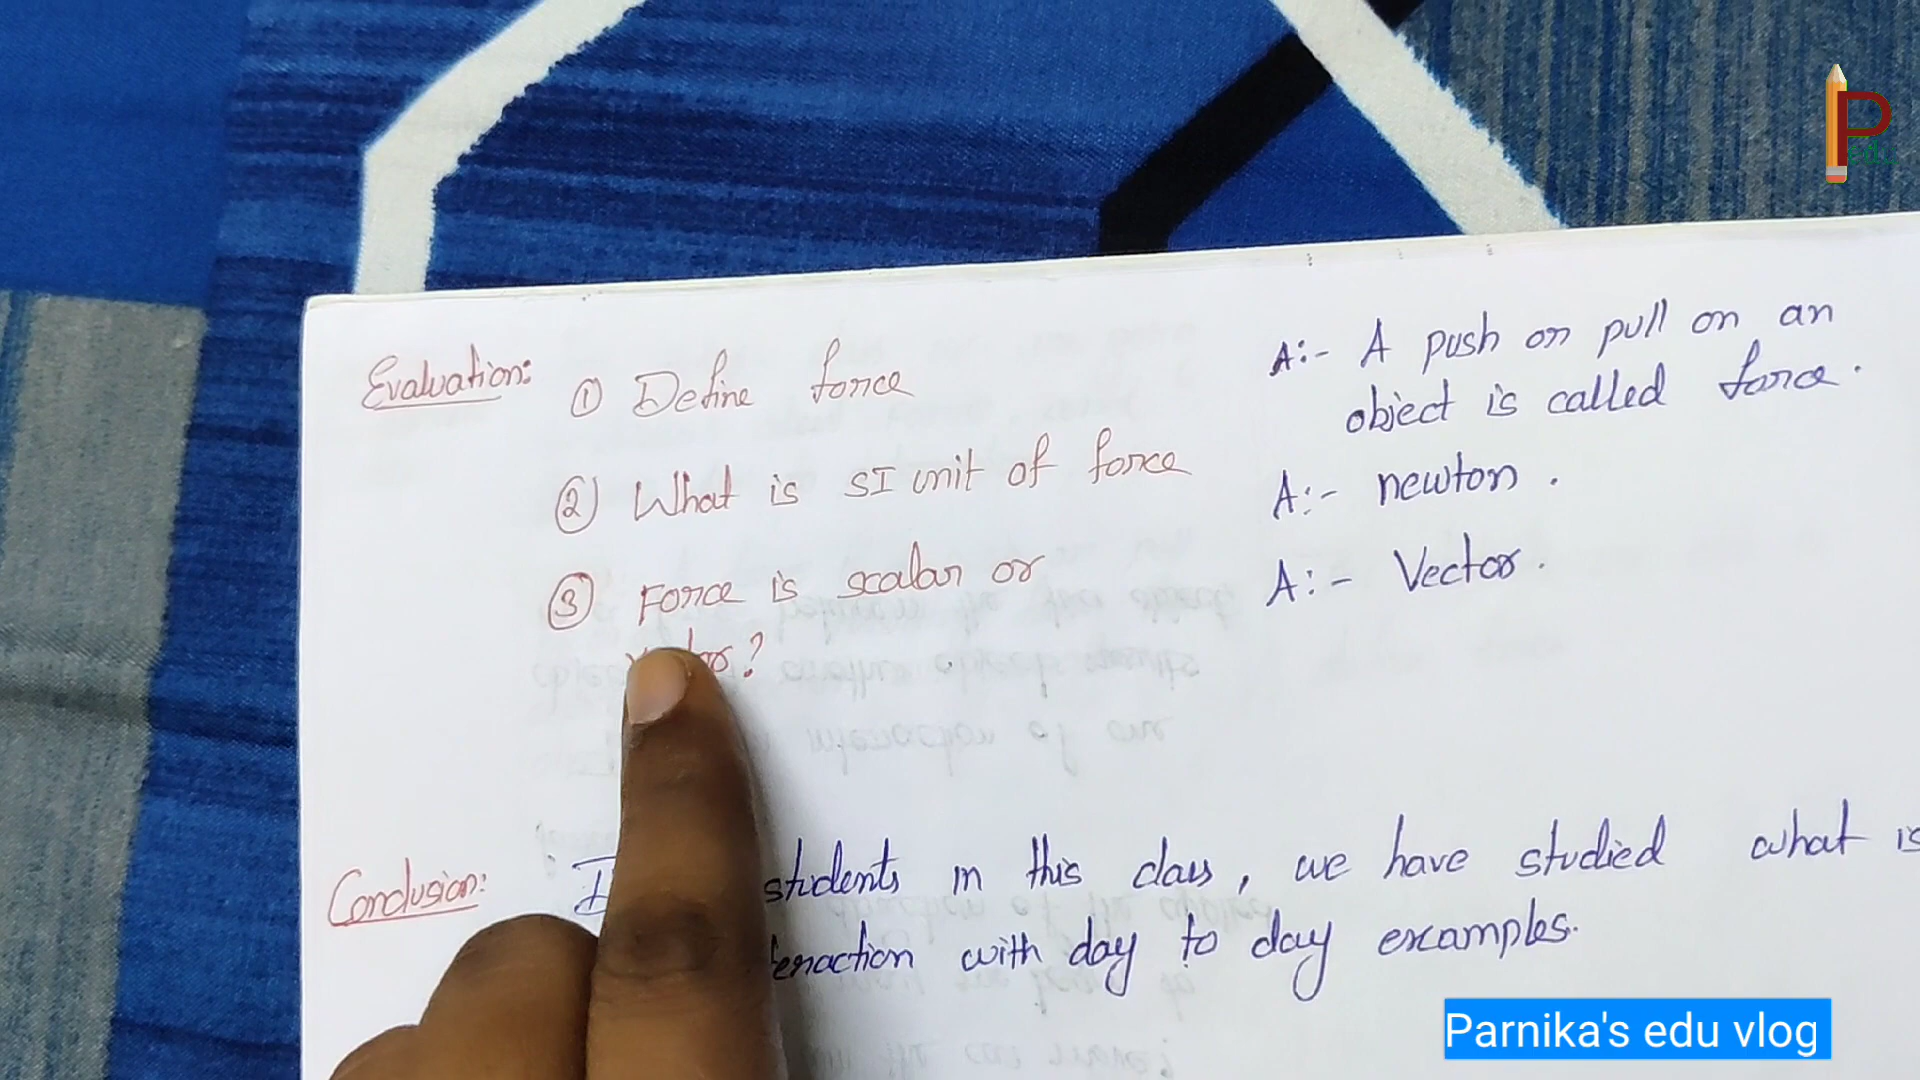 Evaluation:
① Define force
A:- A push or pull on an
object is called force.
② What is SI unit of force
A:- newton.
③ Force is scalar or
vector?
A:- Vector.
Conclusion: students in this class, we have studied what is
with day to day examples.
P
edu
Parnika's edu vlog